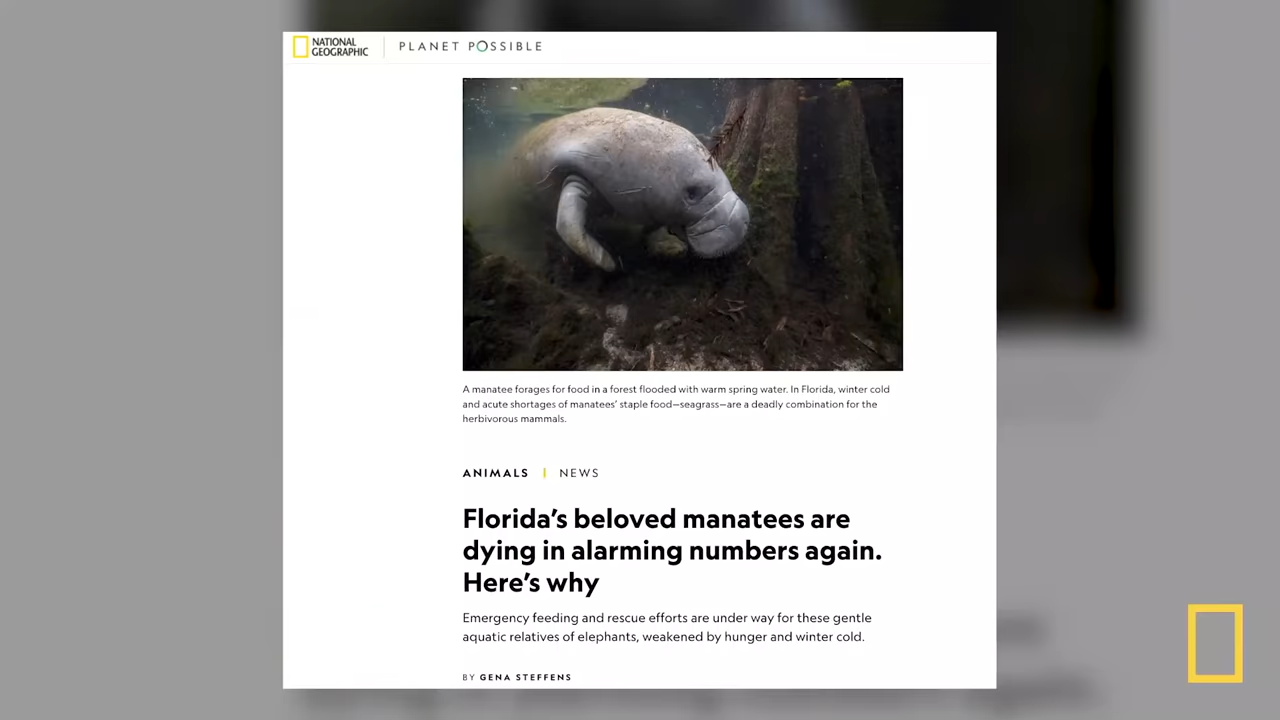 NATIONAL
GEOGRAPHIC
PLANET POSSIBLE
A manatee forages for food in a forest flooded with warm spring water. In Florida, winter cold
and acute shortages of manatees’ staple food—seagrass—are a deadly combination for the
herbivorous mammals.
ANIMALS | NEWS
Florida’s beloved manatees are
dying in alarming numbers again.
Here’s why
Emergency feeding and rescue efforts are under way for these gentle
aquatic relatives of elephants, weakened by hunger and winter cold.
BY GENA STEFFENS